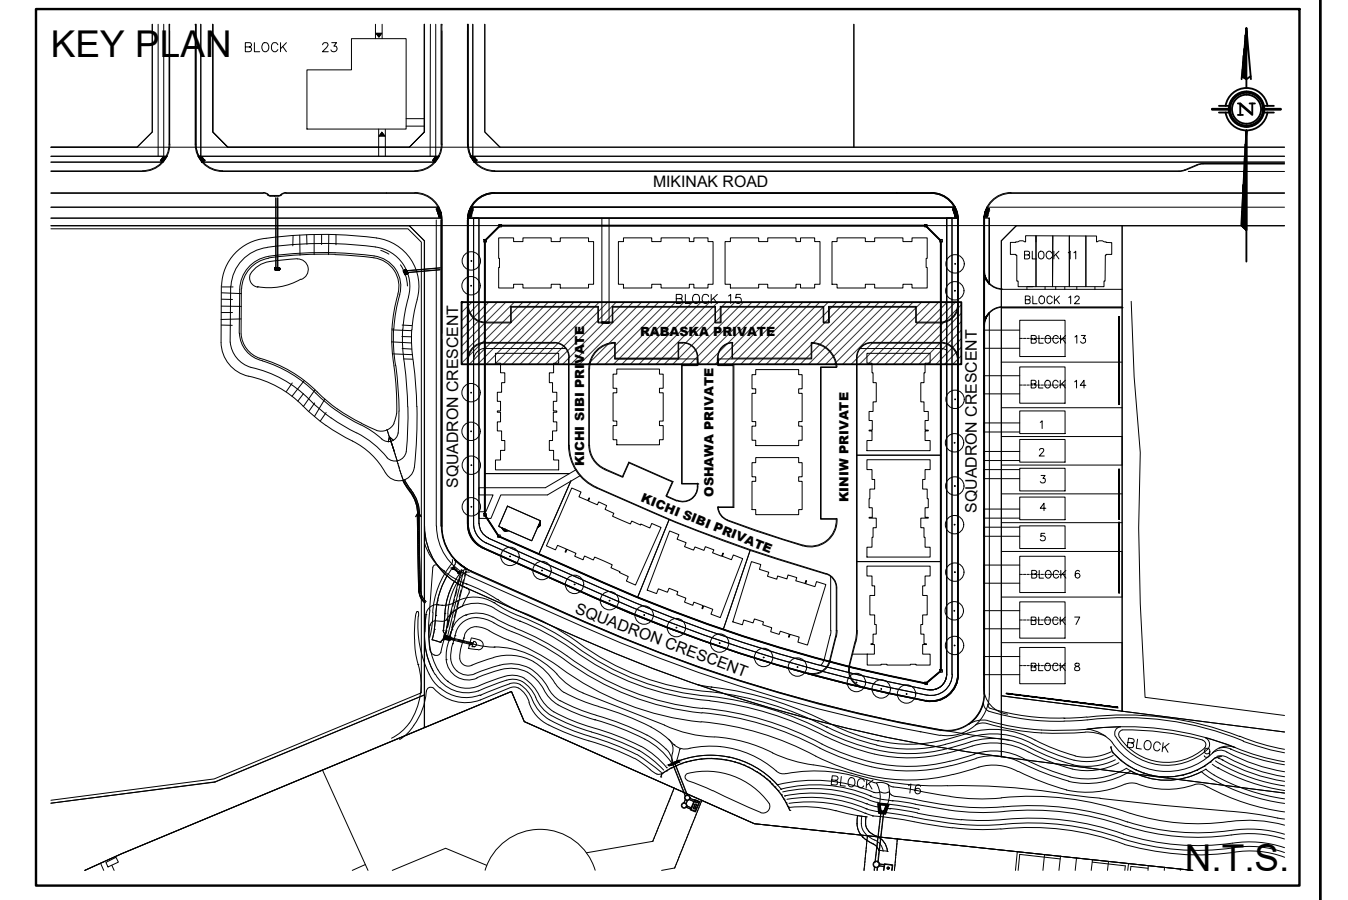 KEY PLAN
BLOCK 23
N
MIKINAK ROAD
BLOCK 11
BLOCK 15
BLOCK 12
RABASKA PRIVATE
SQUADRON CRESCENT
KICHI SIBI PRIVATE
OSHAWA PRIVATE
KINIW PRIVATE
SQUADRON CRESCENT
BLOCK 13
BLOCK 14
1
2
3
4
5
KICHI SIBI PRIVATE
BLOCK 6
BLOCK 7
BLOCK 8
SQUADRON CRESCENT
BLOCK 9
BLOCK 16
N.T.S.